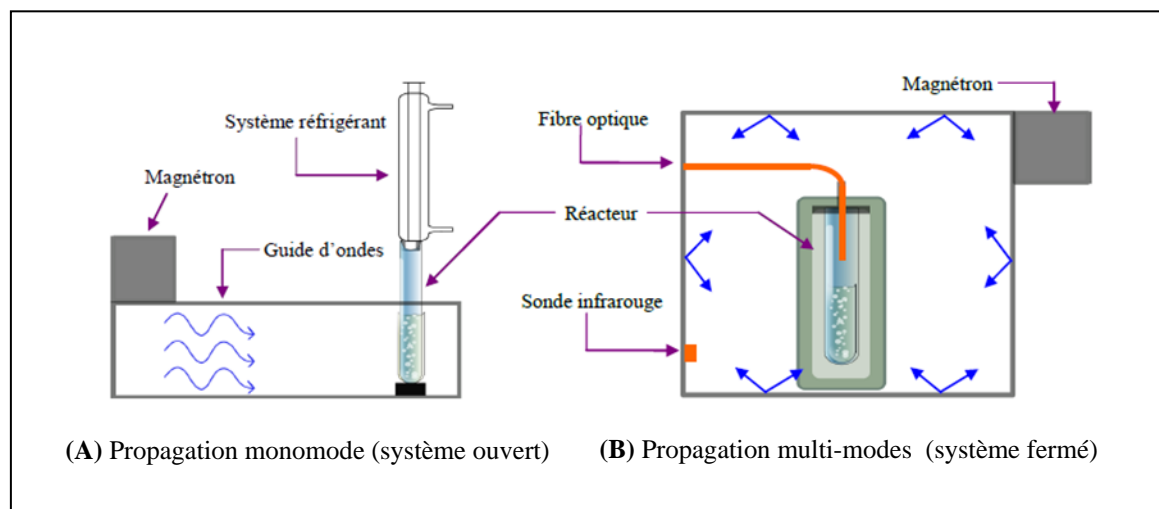 Système réfrigérant
Magnétron
Guide d'ondes
Magnétron
Fibre optique
Réacteur
Sonde infrarouge
(A) Propagation monomode (système ouvert)
(B) Propagation multi-modes (système fermé)